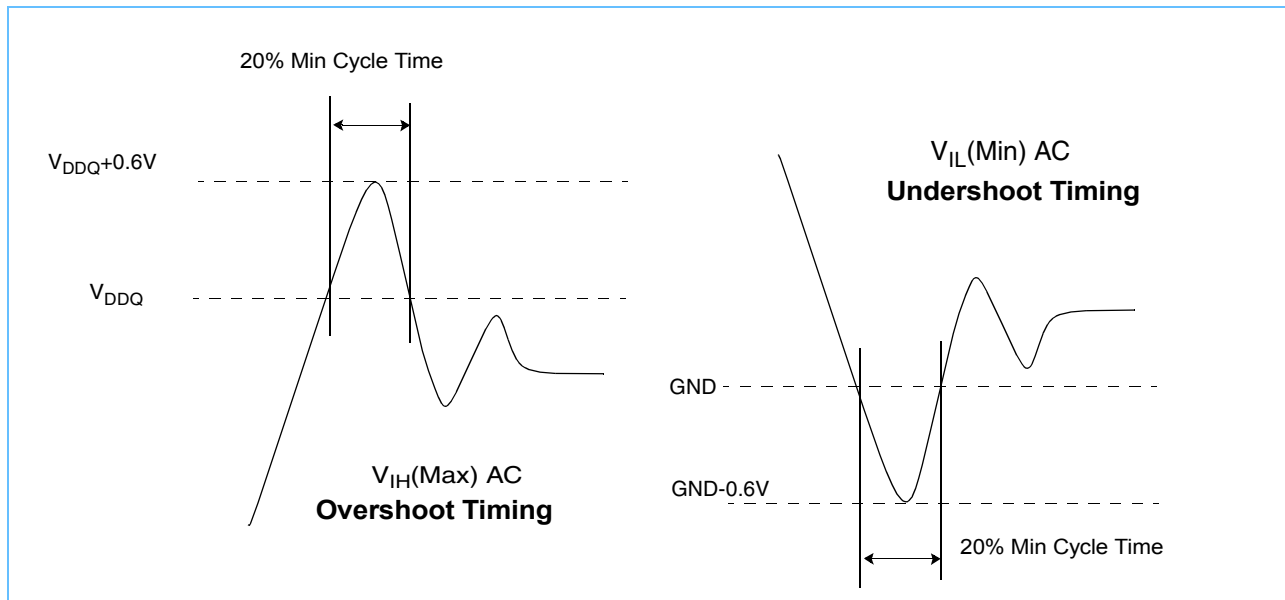 20% Min Cycle Time
VDDQ+0.6V
VDDQ
VIH(Max) AC
Overshoot Timing
VIL(Min) AC
Undershoot Timing
GND
GND-0.6V
20% Min Cycle Time